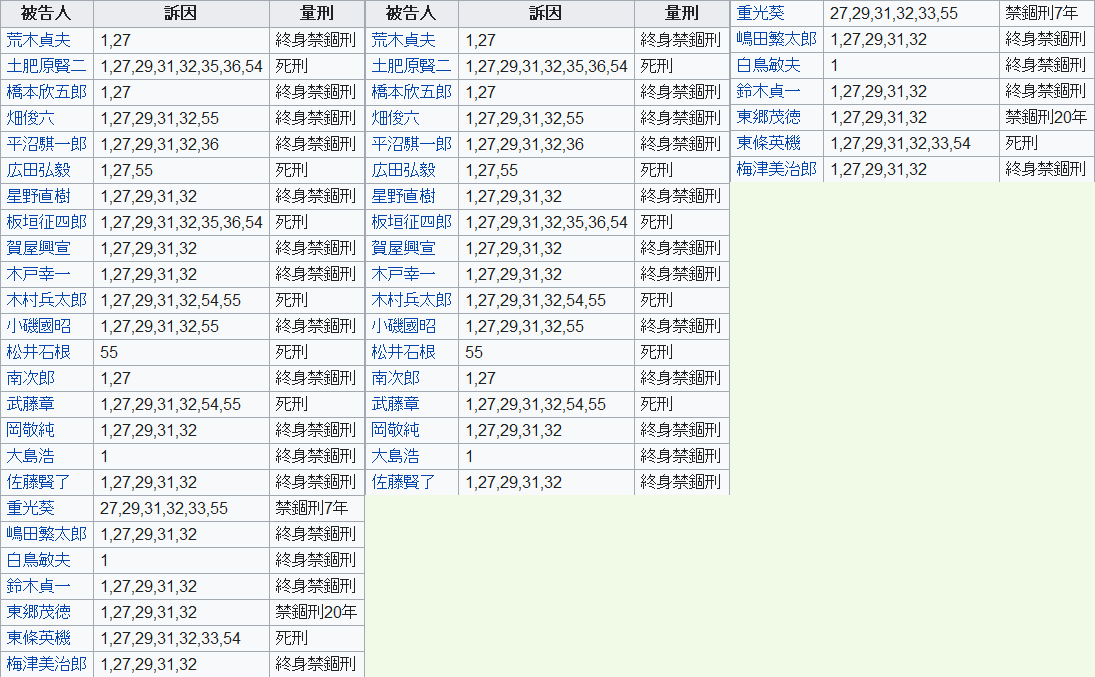 被告人 訴因 量刑
荒木貞夫 1,27 終身禁錮刑
土肥原賢二 1,27,29,31,32,35,36,54 死刑
橋本欣五郎 1,27 終身禁錮刑
畑俊六 1,27,29,31,32,55 終身禁錮刑
平沼騏一郎 1,27,29,31,32,36 終身禁錮刑
広田弘毅 1,27,55 死刑
星野直樹 1,27,29,31,32 終身禁錮刑
板垣征四郎 1,27,29,31,32,35,36,54 死刑
賀屋興宣 1,27,29,31,32 終身禁錮刑
木戸幸一 1,27,29,31,32 終身禁錮刑
木村兵太郎 1,27,29,31,32,54,55 死刑
小磯國昭 1,27,29,31,32,55 終身禁錮刑
松井石根 55 死刑
南次郎 1,27 終身禁錮刑
武藤章 1,27,29,31,32,54,55 死刑
岡敬純 1,27,29,31,32 終身禁錮刑
大島浩 1 終身禁錮刑
佐藤賢了 1,27,29,31,32 終身禁錮刑
重光葵 27,29,31,32,33,55 禁錮刑7年
嶋田繁太郎 1,27,29,31,32 終身禁錮刑
白鳥敏夫 1 終身禁錮刑
鈴木貞一 1,27,29,31,32 終身禁錮刑
東郷茂徳 1,27,29,31,32 禁錮刑20年
東條英機 1,27,29,31,32,33,54 死刑
梅津美治郎 1,27,29,31,32 終身禁錮刑
被告人 訴因 量刑
荒木貞夫 1,27 終身禁錮刑
土肥原賢二 1,27,29,31,32,35,36,54 死刑
橋本欣五郎 1,27 終身禁錮刑
畑俊六 1,27,29,31,32,55 終身禁錮刑
平沼騏一郎 1,27,29,31,32,36 終身禁錮刑
広田弘毅 1,27,55 死刑
星野直樹 1,27,29,31,32 終身禁錮刑
板垣征四郎 1,27,29,31,32,35,36,54 死刑
賀屋興宣 1,27,29,31,32 終身禁錮刑
木戸幸一 1,27,29,31,32 終身禁錮刑
木村兵太郎 1,27,29,31,32,54,55 死刑
小磯國昭 1,27,29,31,32,55 終身禁錮刑
松井石根 55 死刑
南次郎 1,27 終身禁錮刑
武藤章 1,27,29,31,32,54,55 死刑
岡敬純 1,27,29,31,32 終身禁錮刑
大島浩 1 終身禁錮刑
佐藤賢了 1,27,29,31,32 終身禁錮刑
重光葵 27,29,31,32,33,55 禁錮刑7年
嶋田繁太郎 1,27,29,31,32 終身禁錮刑
白鳥敏夫 1 終身禁錮刑
鈴木貞一 1,27,29,31,32 終身禁錮刑
東郷茂徳 1,27,29,31,32 禁錮刑20年
東條英機 1,27,29,31,32,33,54 死刑
梅津美治郎 1,27,29,31,32 終身禁錮刑